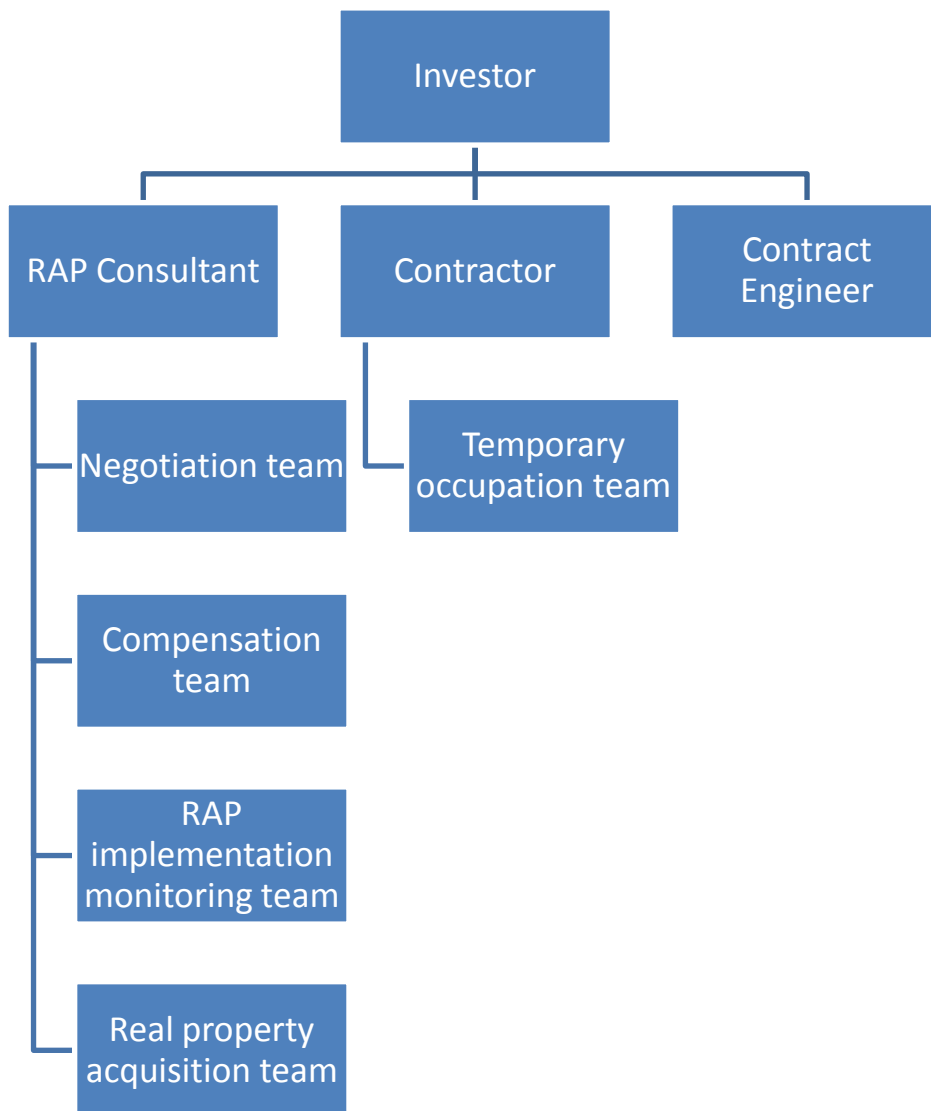 Investor
RAP Consultant
Contractor
Contract
Engineer
Negotiation team
Temporary
occupation team
Compensation
team
RAP
implementation
monitoring team
Real property
acquisition team